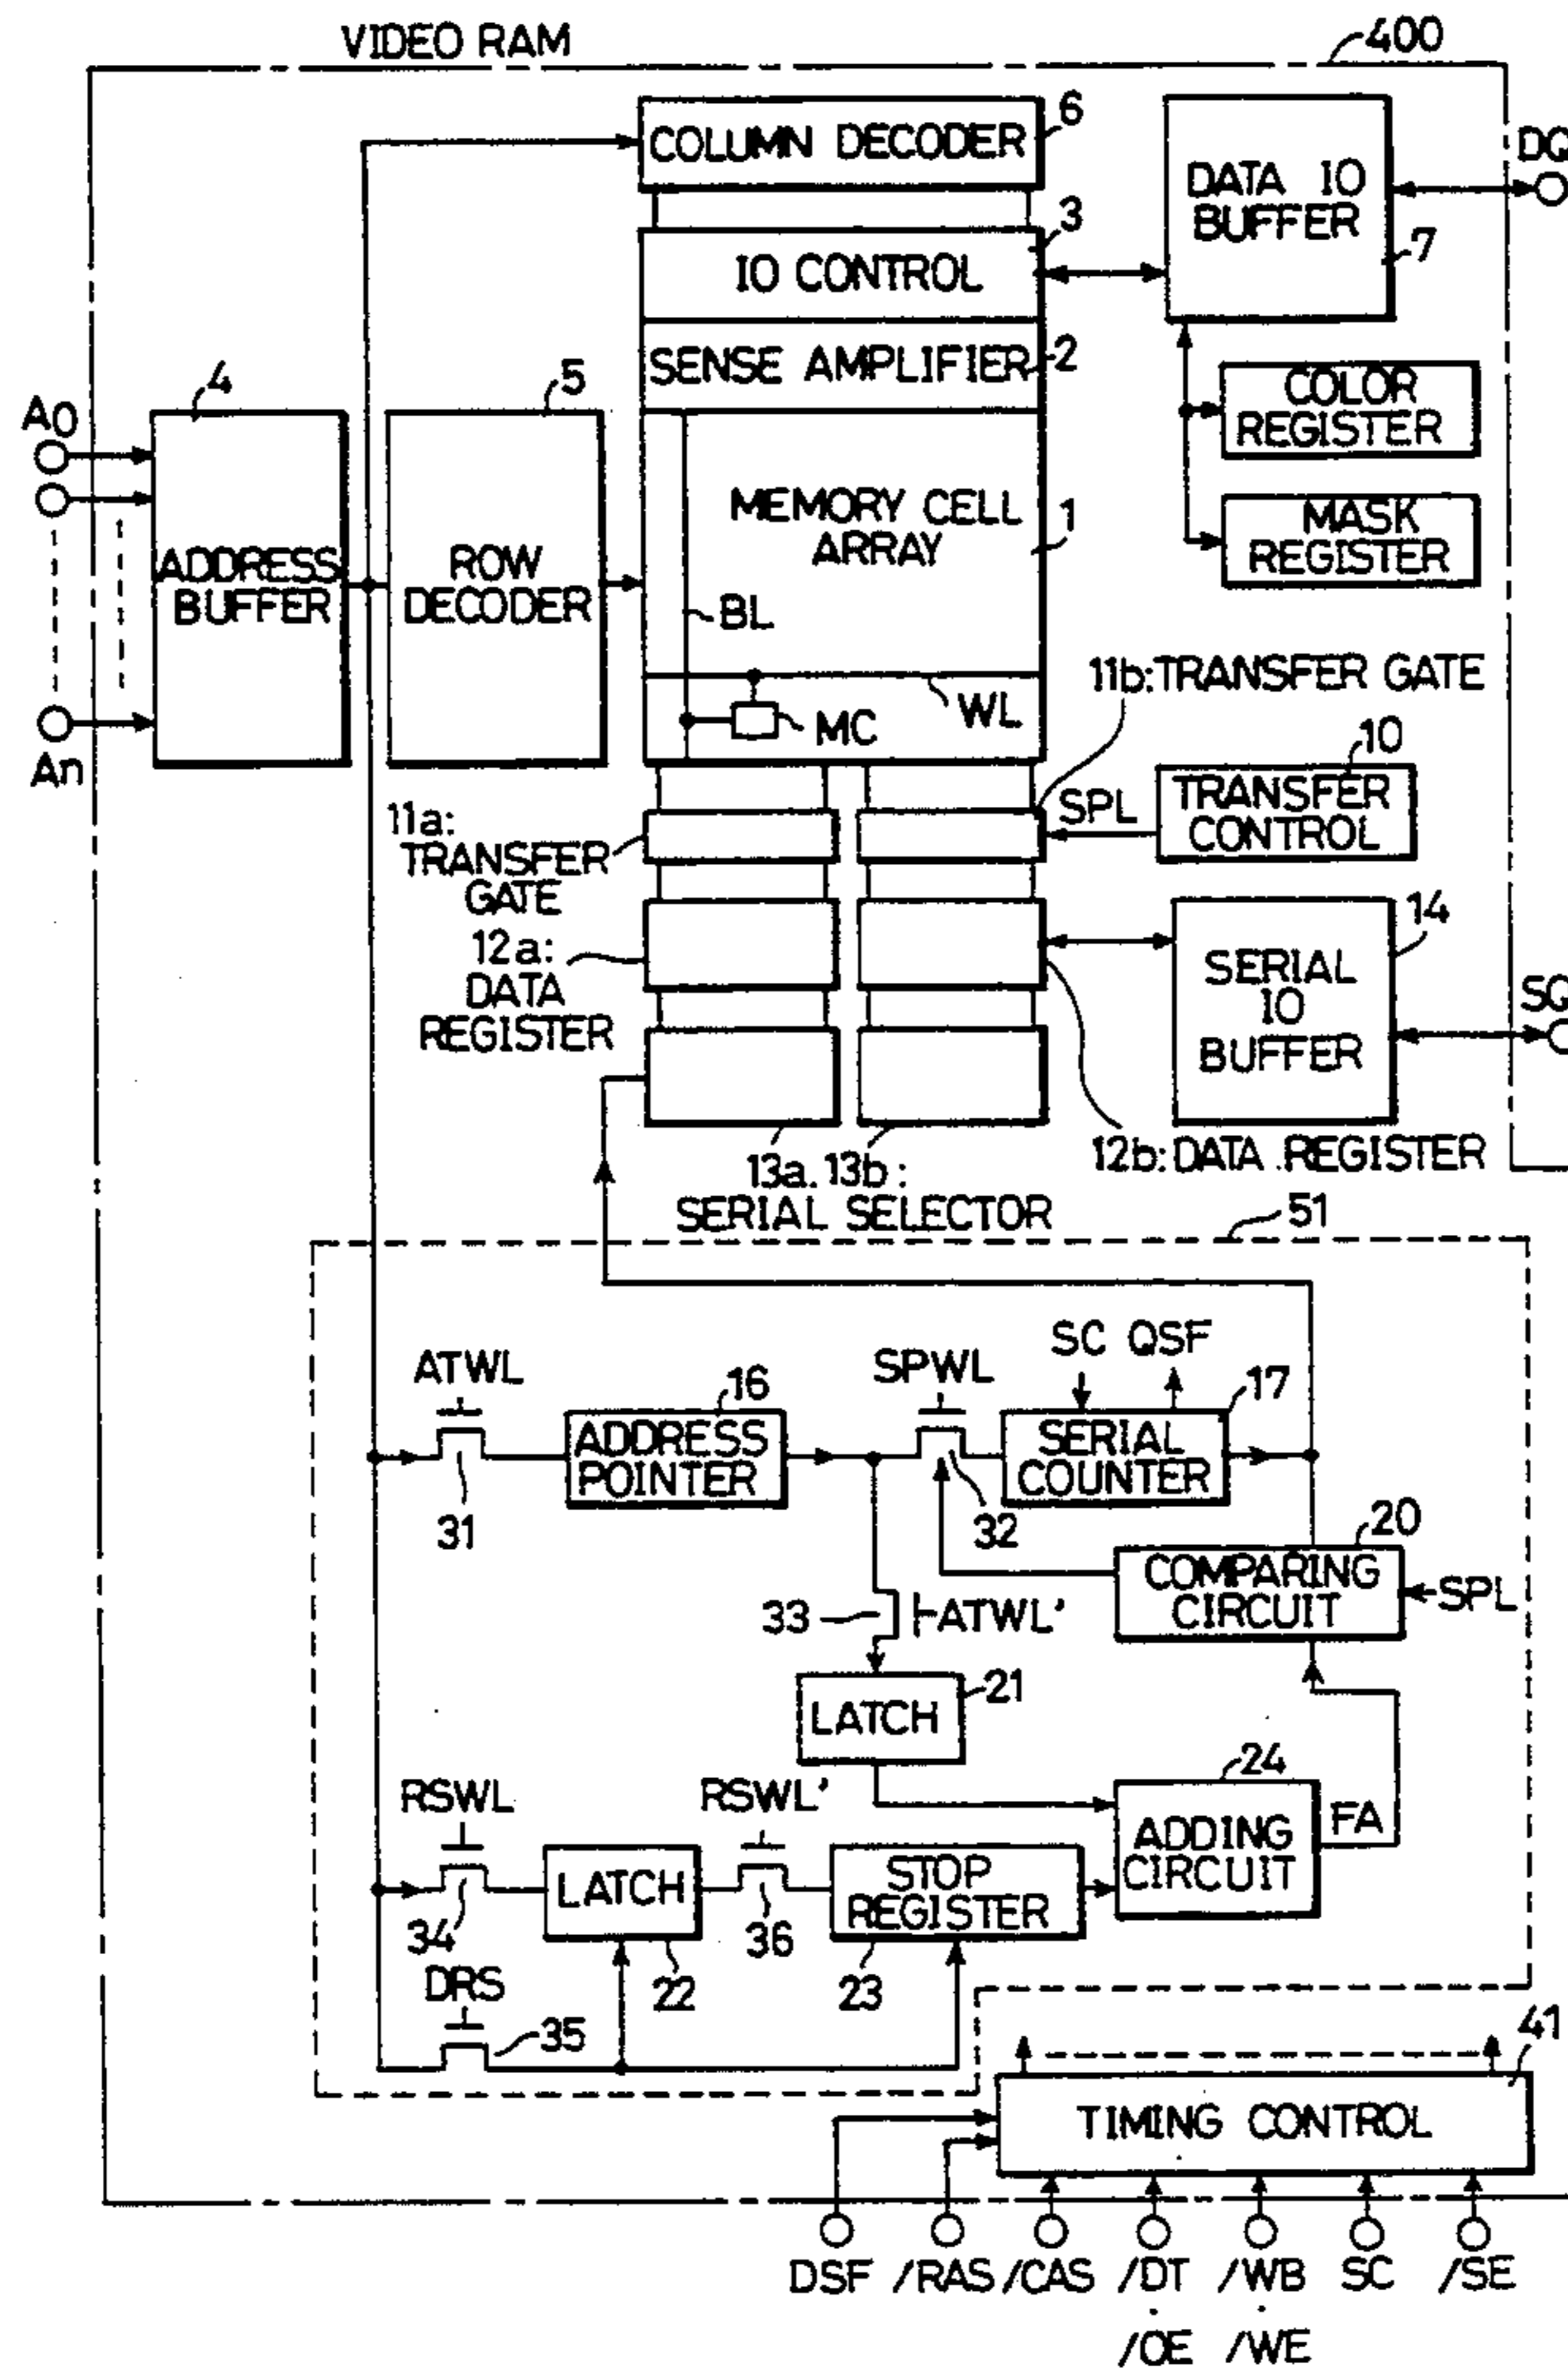 VIDEO RAM
400
COLUMN DECODER
6
DATA IO
BUFFER
7
DQ
3
IO CONTROL
SENSE AMPLIFIER
2
COLOR
REGISTER
MASK
REGISTER
A0
An
4
ADDRESS
BUFFER
5
ROW
DECODER
MEMORY CELL
ARRAY
1
BL
WL
MC
11b:TRANSFER GATE
10
TRANSFER
CONTROL
SPL
11a:
TRANSFER
GATE
12a:
DATA
REGISTER
14
SERIAL
IO
BUFFER
SQ
12b:DATA REGISTER
13a. 13b:
SERIAL SELECTOR
51
ATWL
31
16
ADDRESS
POINTER
SPWL
32
SC QSF
17
SERIAL
COUNTER
20
COMPARING
CIRCUIT
SPL
33
ATWL'
21
LATCH
24
ADDING
CIRCUIT
FA
RSWL
34
LATCH
22
RSWL'
36
STOP
REGISTER
23
DRS
35
41
TIMING CONTROL
DSF /RAS /CAS /DT /WB SC /SE
/OE /WE